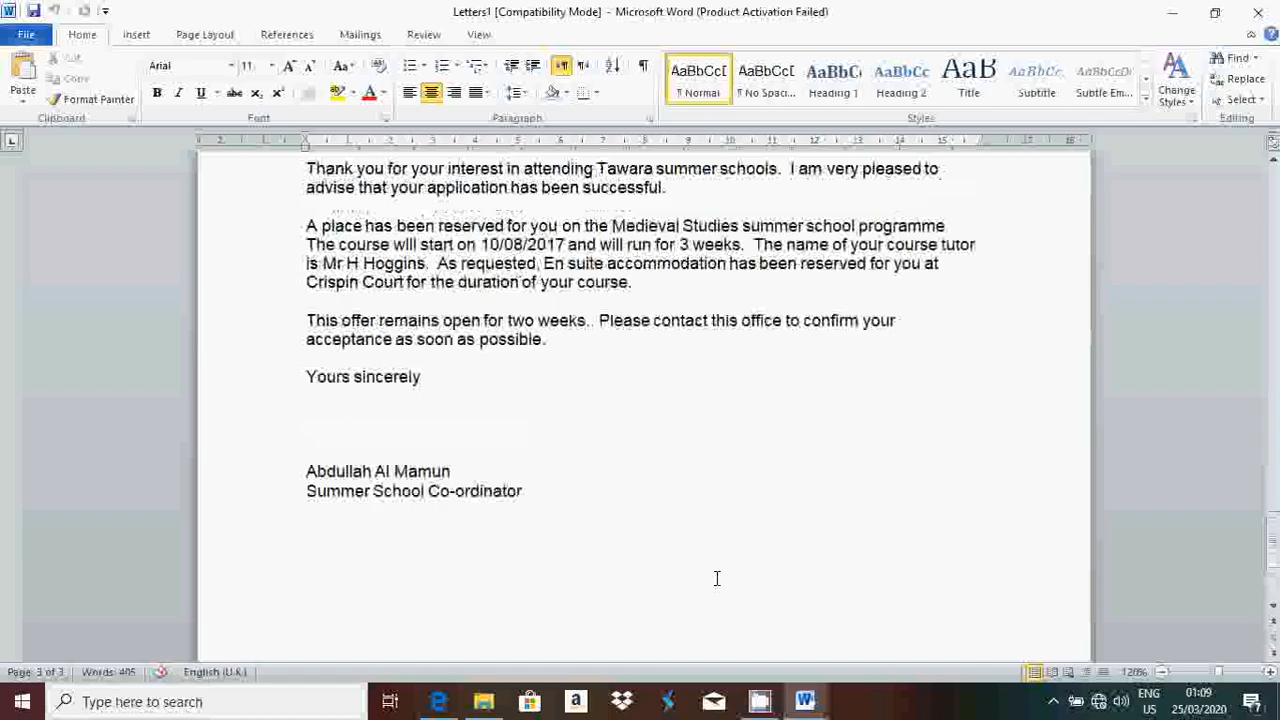 Letters1 [Compatibility Mode] - Microsoft Word (Product Activation Failed)
File Home Insert Page Layout References Mailings Review View
Cut
Copy
Paste Format Painter
Clipboard
Arial 11
Font
Paragraph
AaBbCcI AaBbCcI AaBbC AaBbCc AaB AaBbCc AaBbCcD
¶ Normal ¶ No Spaci... Heading 1 Heading 2 Title Subtitle Subtle Em...
Styles
Change Styles
Find
Replace
Select
Editing
Thank you for your interest in attending Tawara summer schools. I am very pleased to
advise that your application has been successful.
A place has been reserved for you on the Medieval Studies summer school programme
The course will start on 10/08/2017 and will run for 3 weeks. The name of your course tutor
is Mr H Hoggins. As requested, En suite accommodation has been reserved for you at
Crispin Court for the duration of your course.
This offer remains open for two weeks. Please contact this office to confirm your
acceptance as soon as possible.
Yours sincerely
Abdullah Al Mamun
Summer School Co-ordinator
Page: 3 of 3 Words: 405 English (U.K.) 120%
Type here to search
ENG
US
01:09
25/03/2020